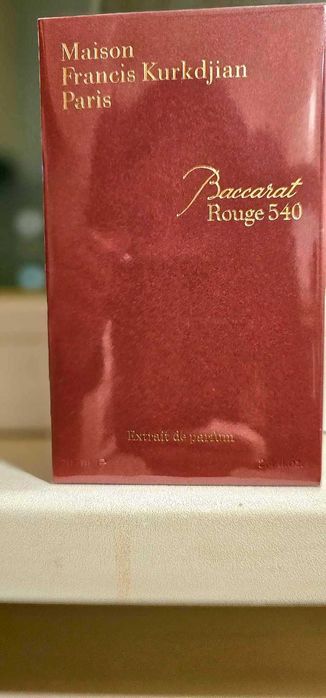 Maison
Francis Kurkdjian
Paris
Baccarat
Rouge 540
Extrait de parfum